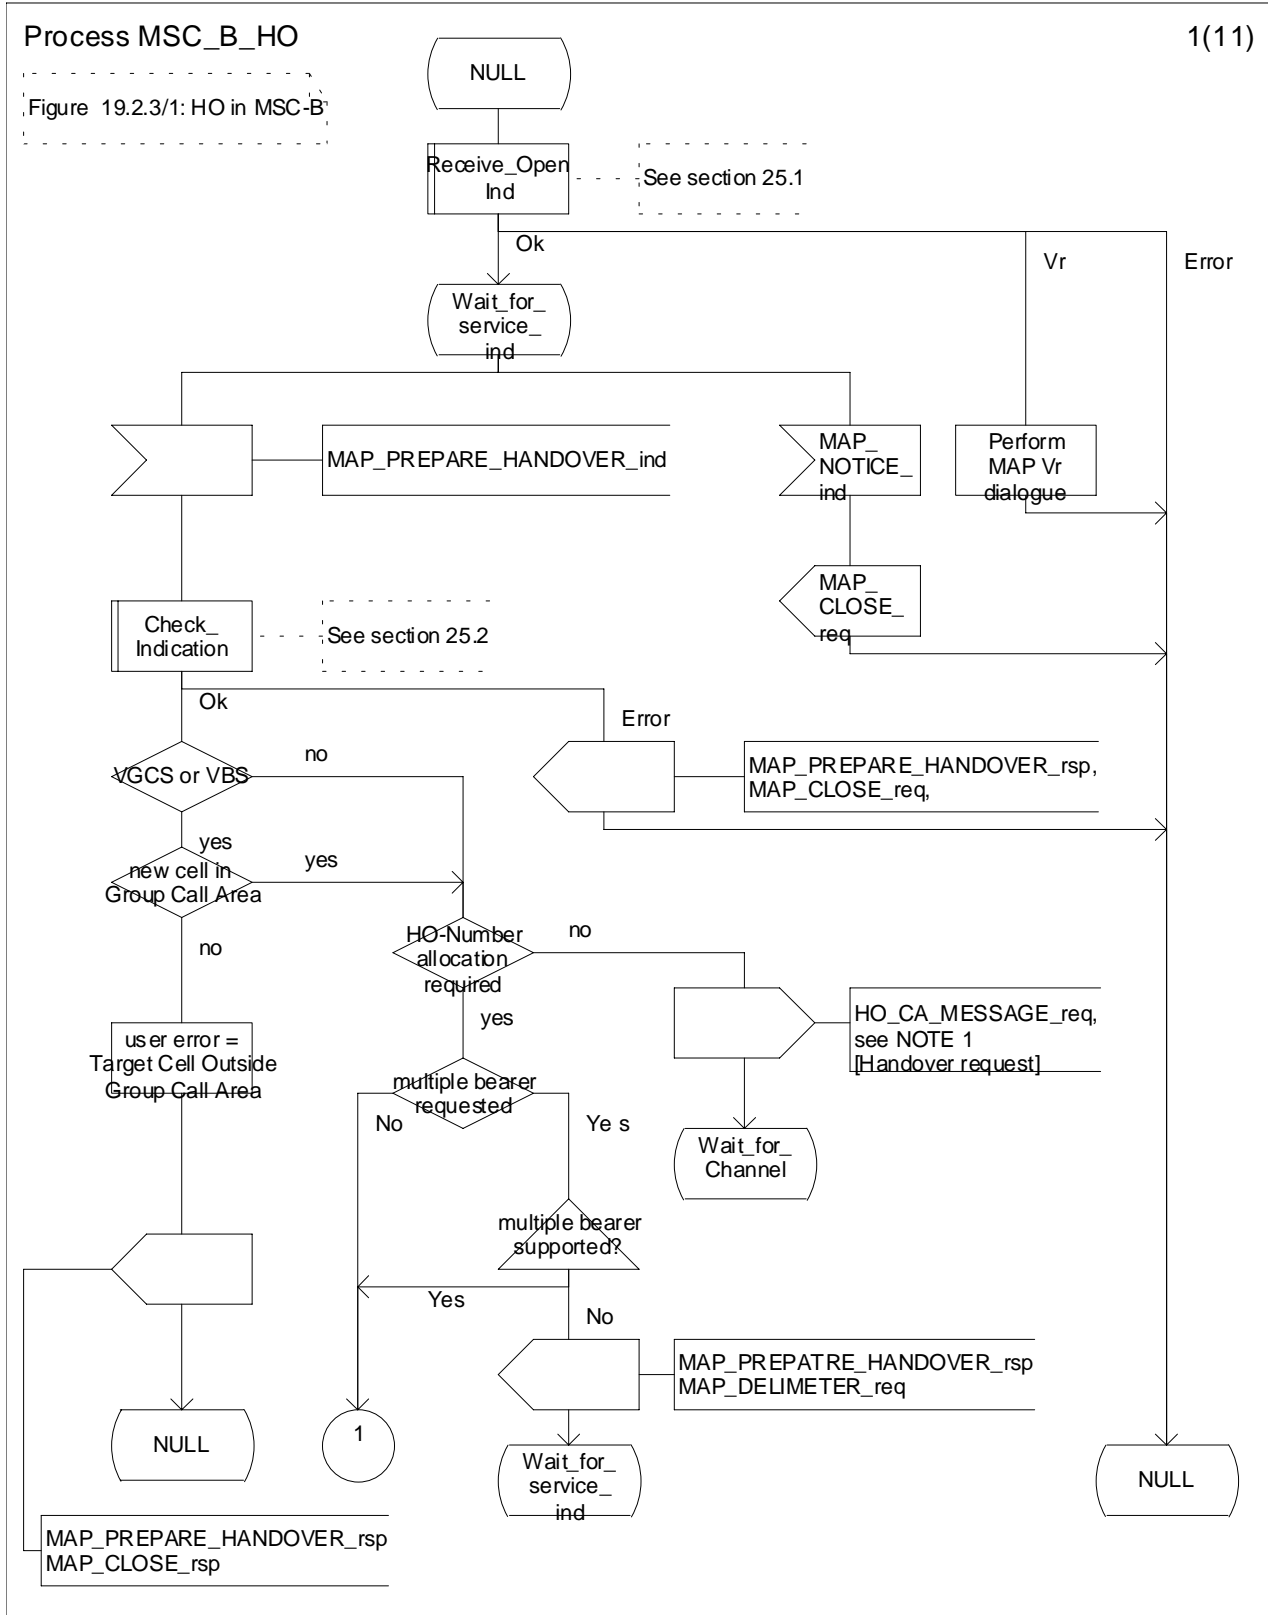 Process MSC_B_HO
1(11)
Figure 19.2.3/1: HO in MSC-B
NULL
Receive_Open
Ind
See section 25.1
Ok
Vr
Error
Wait_for_
service_
ind
MAP_PREPARE_HANDOVER_ind
MAP_
NOTICE_
ind
Perform
MAP Vr
dialogue
MAP_
CLOSE_
req
Check_
Indication
See section 25.2
Ok
Error
VGCS or VBS
no
MAP_PREPARE_HANDOVER_rsp,
MAP_CLOSE_req,
yes
new cell in
Group Call Area
yes
no
HO-Number
allocation
required
no
yes
HO_CA_MESSAGE_req,
see NOTE 1
[Handover request]
user error =
Target Cell Outside
Group Call Area
multiple bearer
requested
No
Ye s
Wait_for_
Channel
multiple bearer
supported?
Yes
No
MAP_PREPATRE_HANDOVER_rsp
MAP_DELIMETER_req
NULL
1
Wait_for_
service_
ind
NULL
MAP_PREPARE_HANDOVER_rsp
MAP_CLOSE_rsp